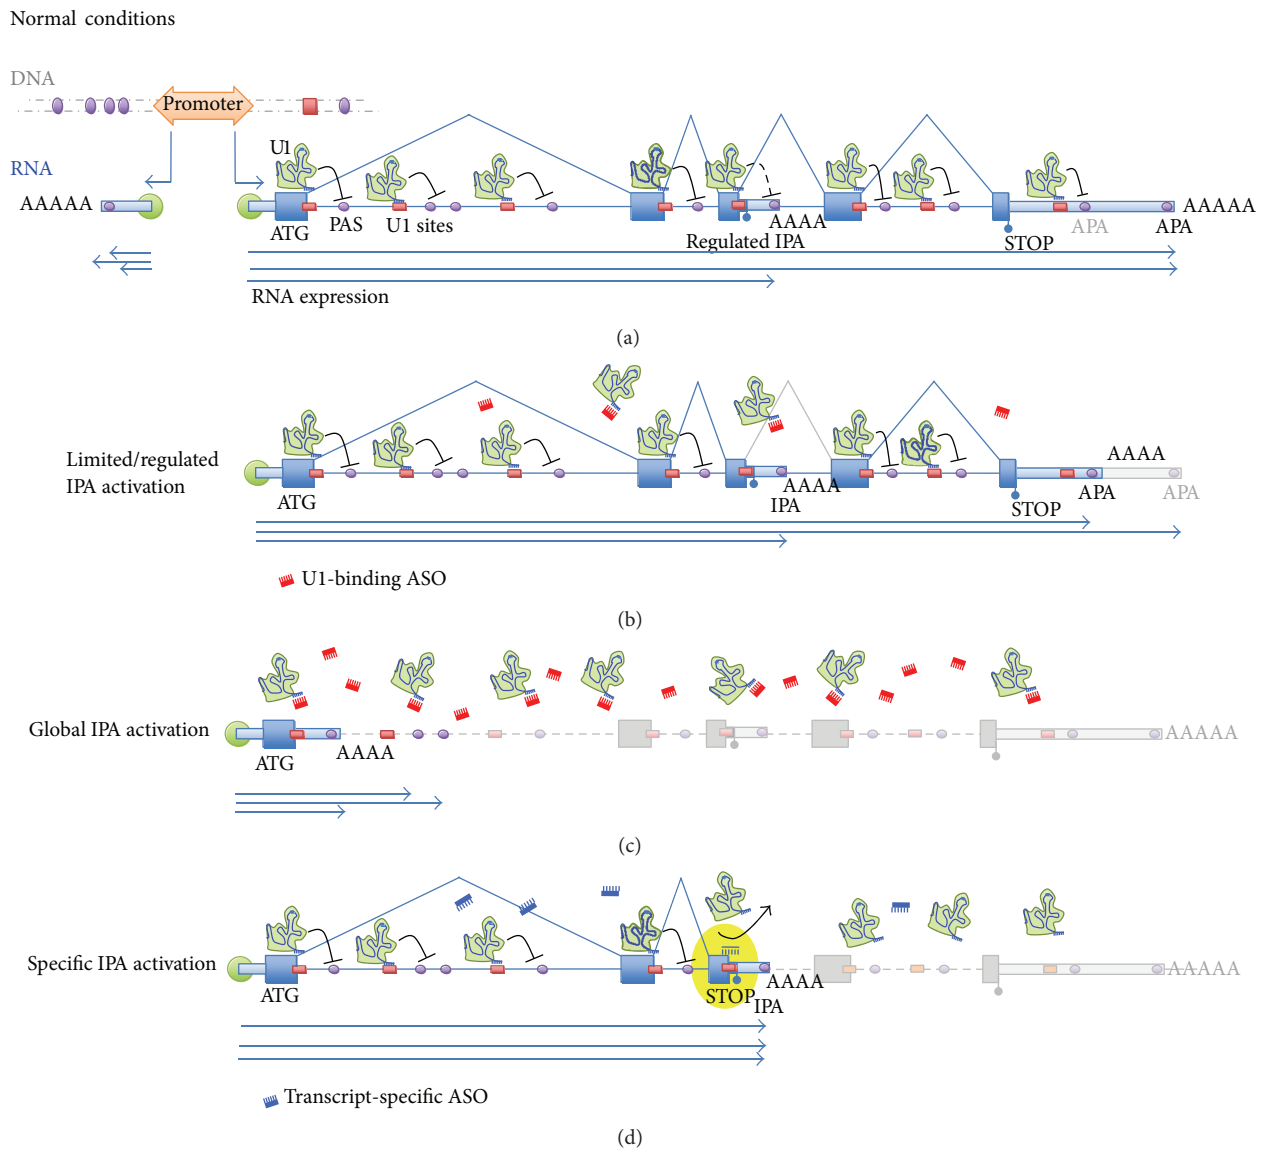 Normal conditions
DNA
Promoter
U1
RNA
AAAAA
ATG
PAS
U1 sites
Regulated IPA
AAAA
STOP
APA
APA
AAAAA
RNA expression
(a)
Limited/regulated
IPA activation
ATG
AAAA
IPA
STOP
APA
AAAA
APA
U1-binding ASO
(b)
Global IPA activation
ATG
AAAA
AAAAA
(c)
Specific IPA activation
ATG
STOP
IPA
AAAA
AAAAA
Transcript-specific ASO
(d)